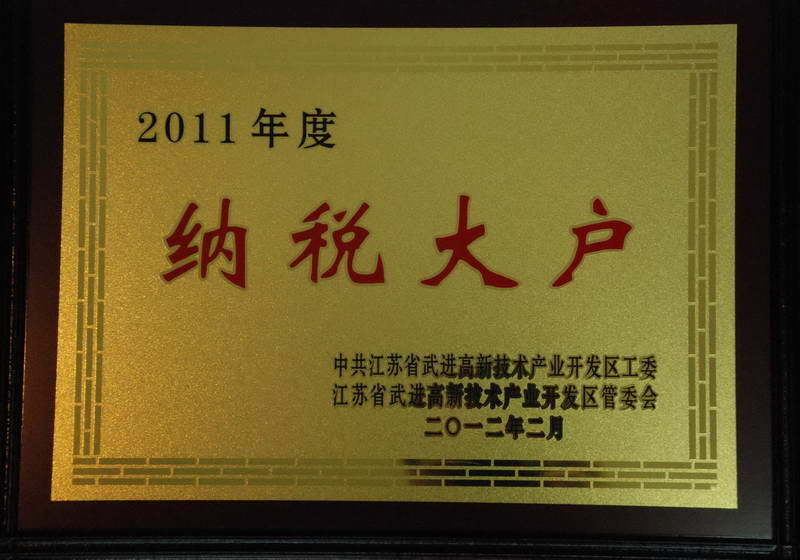 2011年度
纳税大户
中共江苏省武进高新技术产业开发区工委
江苏省武进高新技术产业开发区管委会
二〇一二年二月